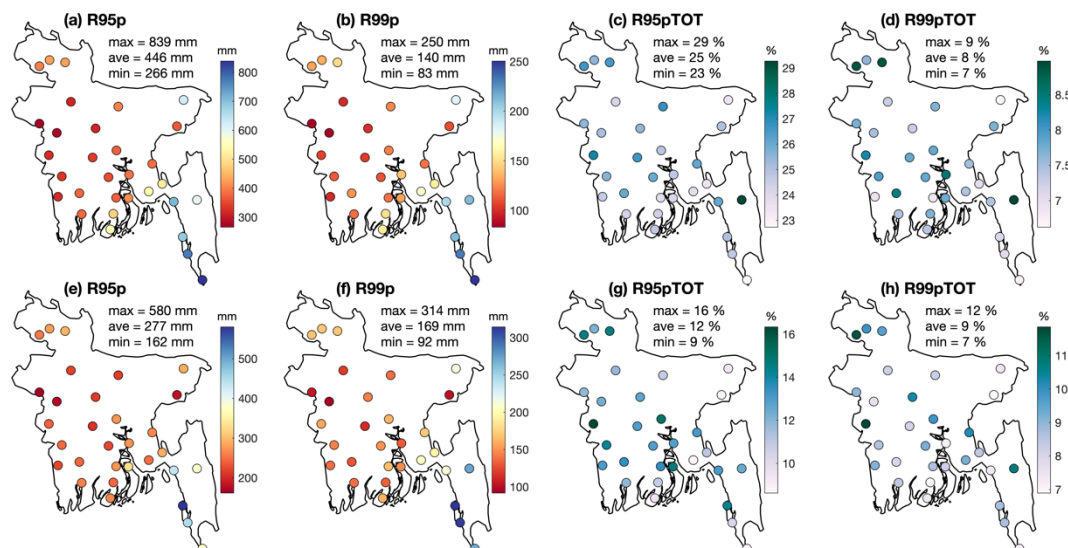 (a) R95p
max = 839 mm
ave = 446 mm
min = 266 mm
mm
800
700
600
500
400
300
(b) R99p
max = 250 mm
ave = 140 mm
min = 83 mm
mm
250
200
150
100
(c) R95pTOT
max = 29 %
ave = 25 %
min = 23 %
%
29
28
27
26
25
24
23
(d) R99pTOT
max = 9 %
ave = 8 %
min = 7 %
%
8.5
8
7.5
7
(e) R95p
max = 580 mm
ave = 277 mm
min = 162 mm
mm
500
400
300
200
(f) R99p
max = 314 mm
ave = 169 mm
min = 92 mm
mm
300
250
200
150
100
(g) R95pTOT
max = 16 %
ave = 12 %
min = 9 %
%
16
14
12
10
(h) R99pTOT
max = 12 %
ave = 9 %
min = 7 %
%
11
10
9
8
7